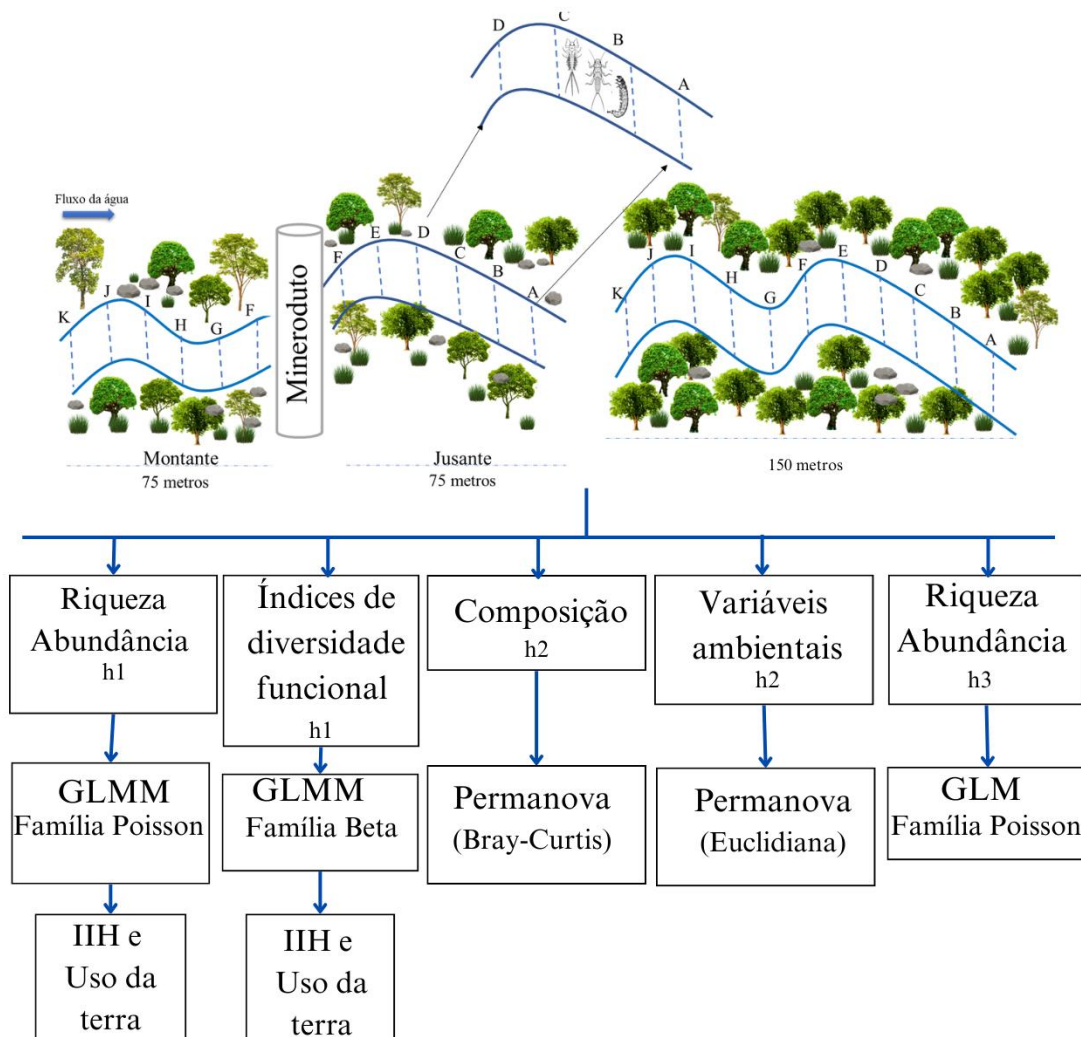 D
C
B
A
Fluxo da água
K
J
I
H
G
F
Mineroduto
F
E
D
C
B
A
K
J
I
H
G
F
E
D
C
B
A
Montante
75 metros
Jusante
75 metros
150 metros
Riqueza
Abundância
h1
Índices de
diversidade
funcional
h1
Composição
h2
Variáveis
ambientais
h2
Riqueza
Abundância
h3
GLMM
Família Poisson
GLMM
Família Beta
Permanova
(Bray-Curtis)
Permanova
(Euclidiana)
GLM
Família Poisson
IIH e
Uso da
terra
IIH e
Uso da
terra